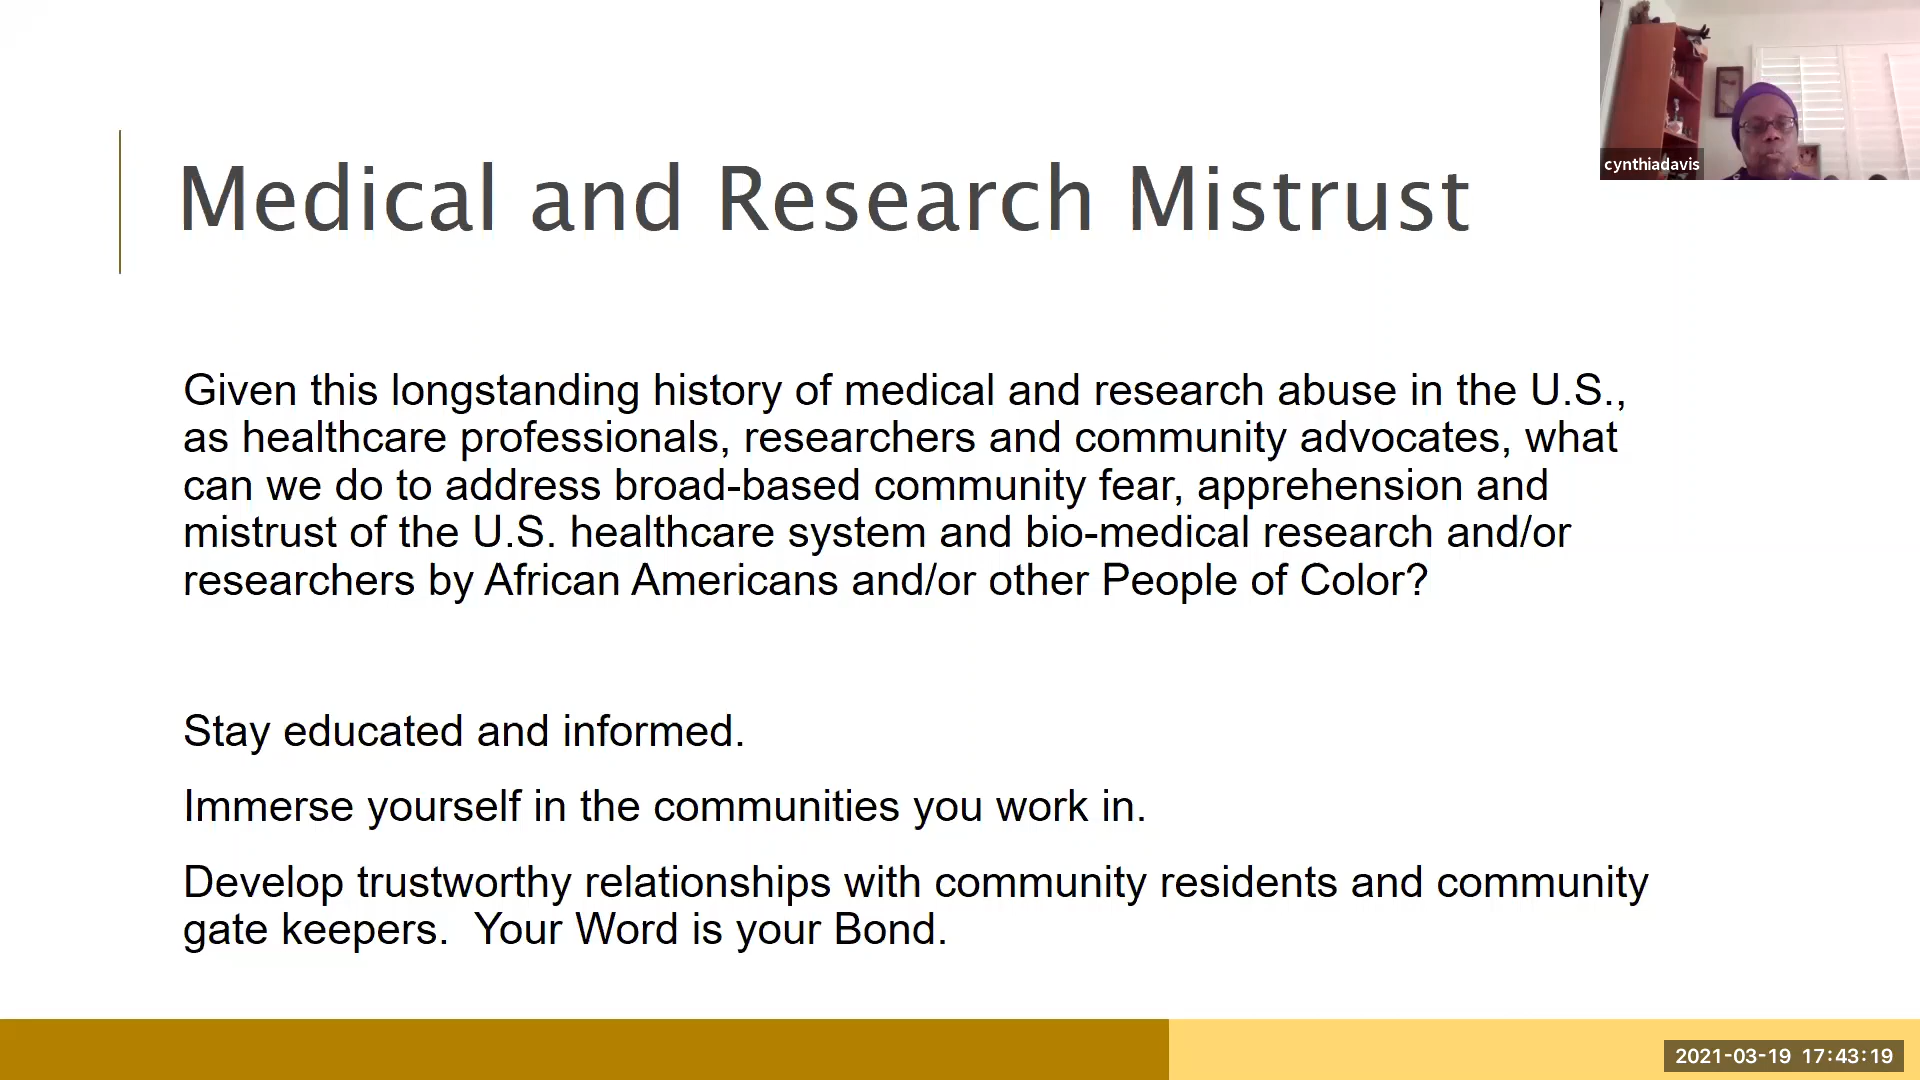 Medical and Research Mistrust
cynthiadavis
Given this longstanding history of medical and research abuse in the U.S.,
as healthcare professionals, researchers and community advocates, what
can we do to address broad-based community fear, apprehension and
mistrust of the U.S. healthcare system and bio-medical research and/or
researchers by African Americans and/or other People of Color?
Stay educated and informed.
Immerse yourself in the communities you work in.
Develop trustworthy relationships with community residents and community
gate keepers.  Your Word is your Bond.
2021-03-19 17:43:19